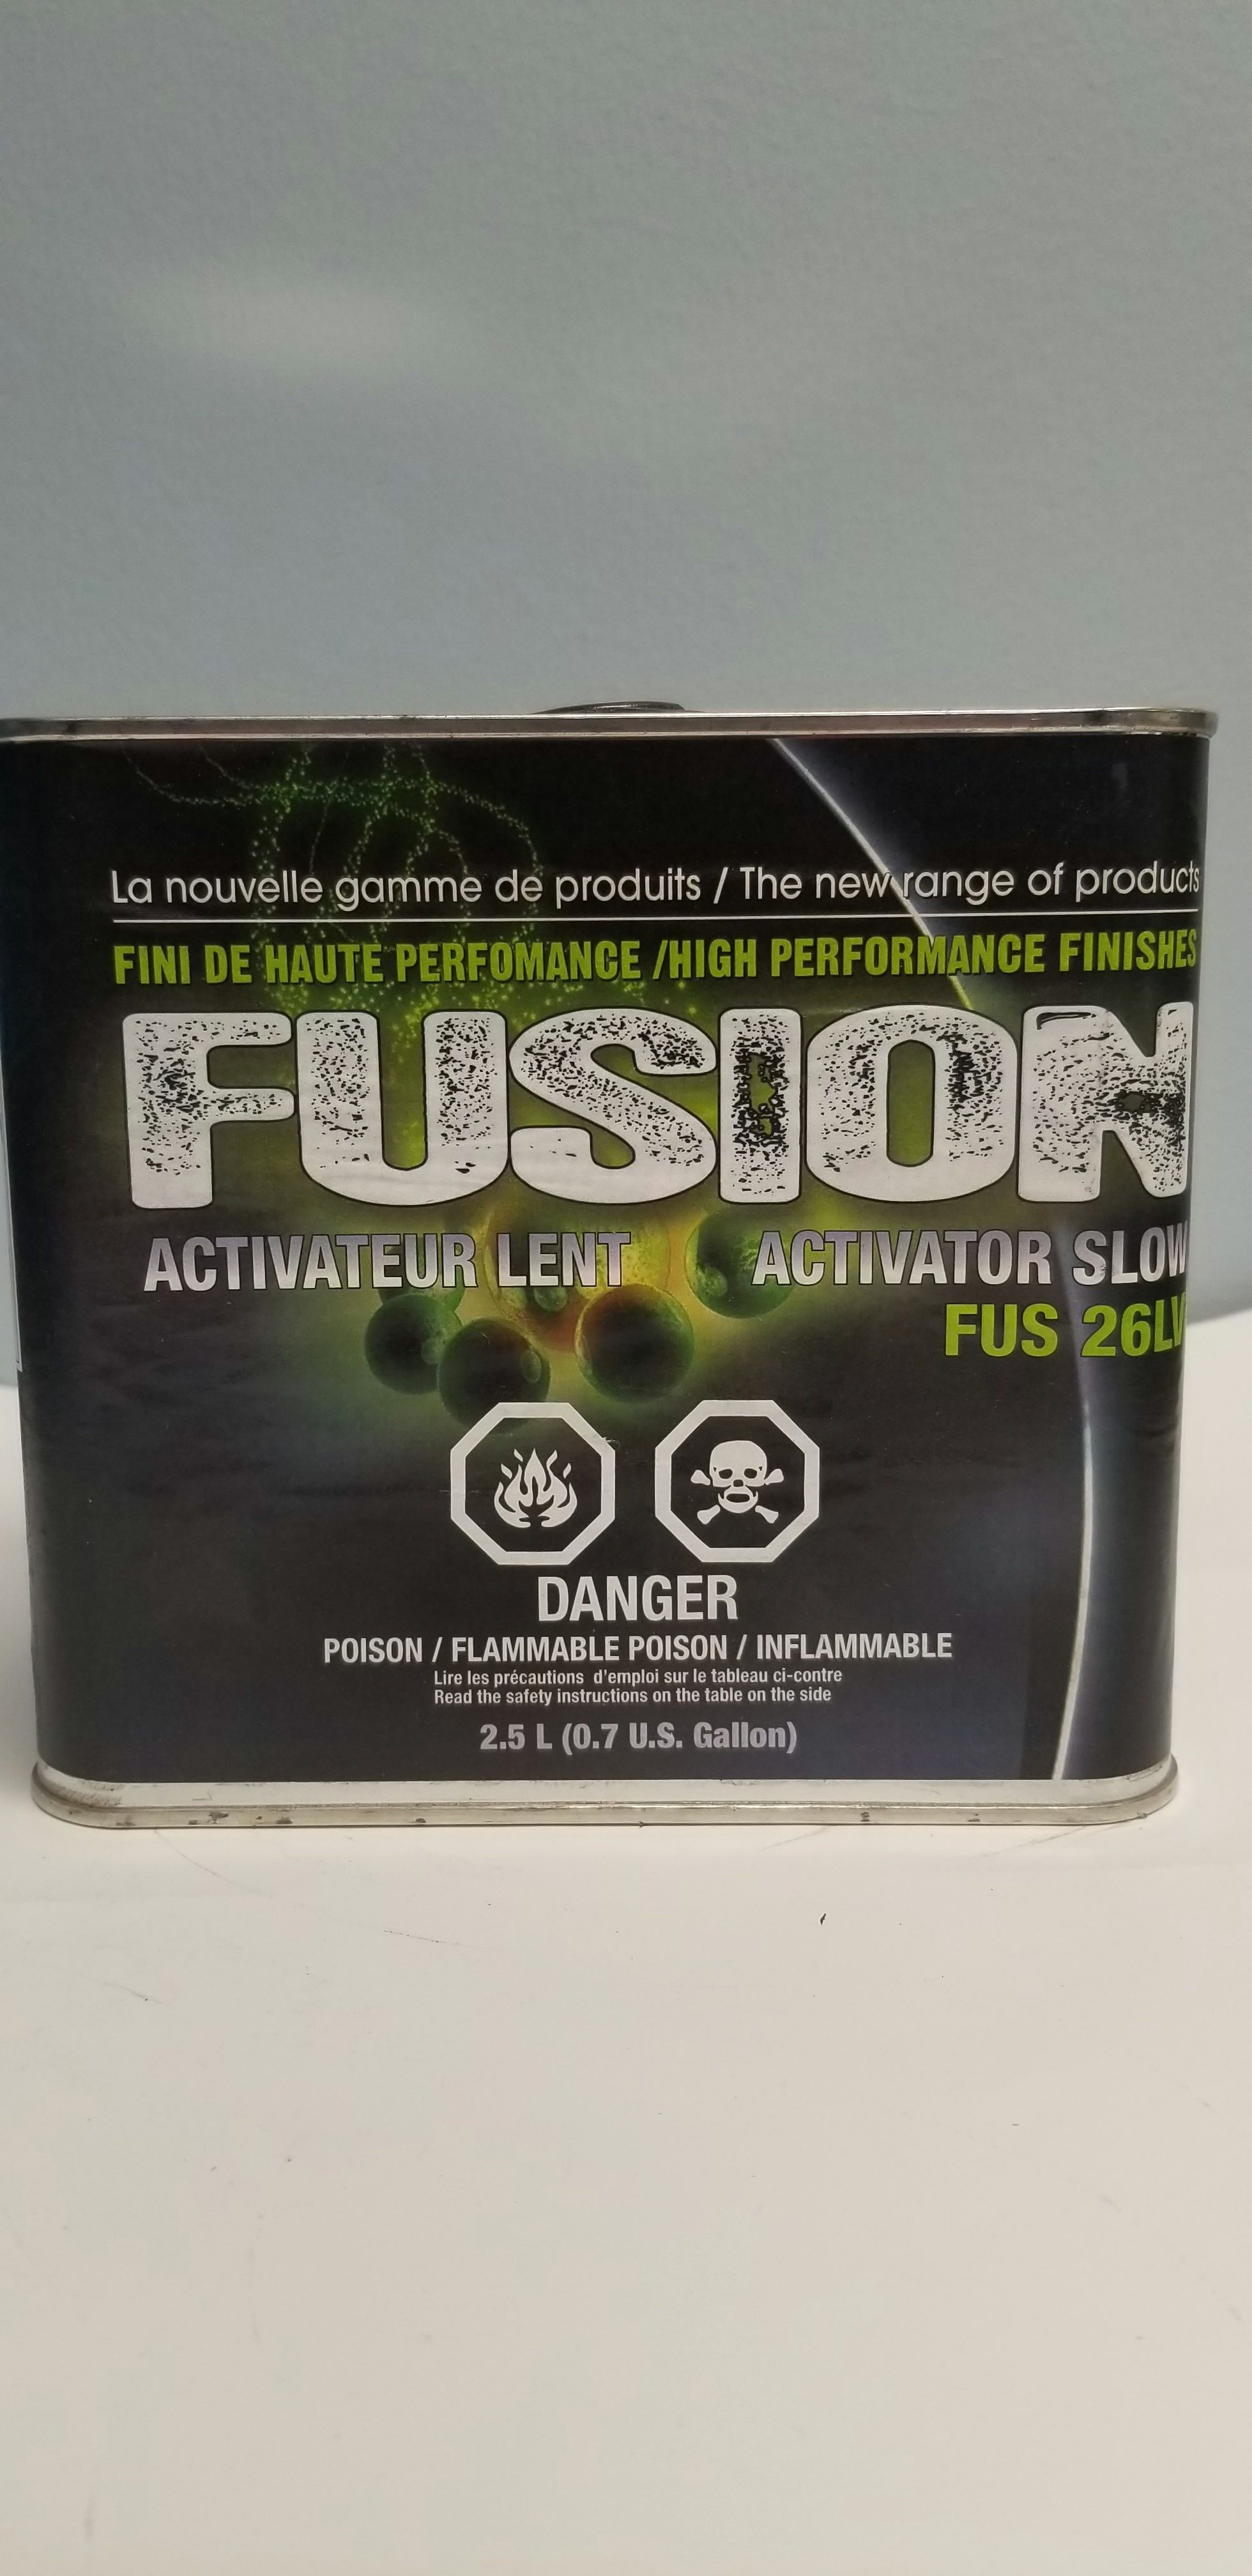 La nouvelle gamme de produits / The new range of products
FINI DE HAUTE PERFOMANCE /HIGH PERFORMANCE FINISHES
FUSION
ACTIVATEUR LENT ACTIVATOR SLOW
FUS 26LV
DANGER
POISON / FLAMMABLE POISON / INFLAMMABLE
Lire les précautions d'emploi sur le tableau ci-contre
Read the safety instructions on the table on the side
2.5 L (0.7 U.S. Gallon)